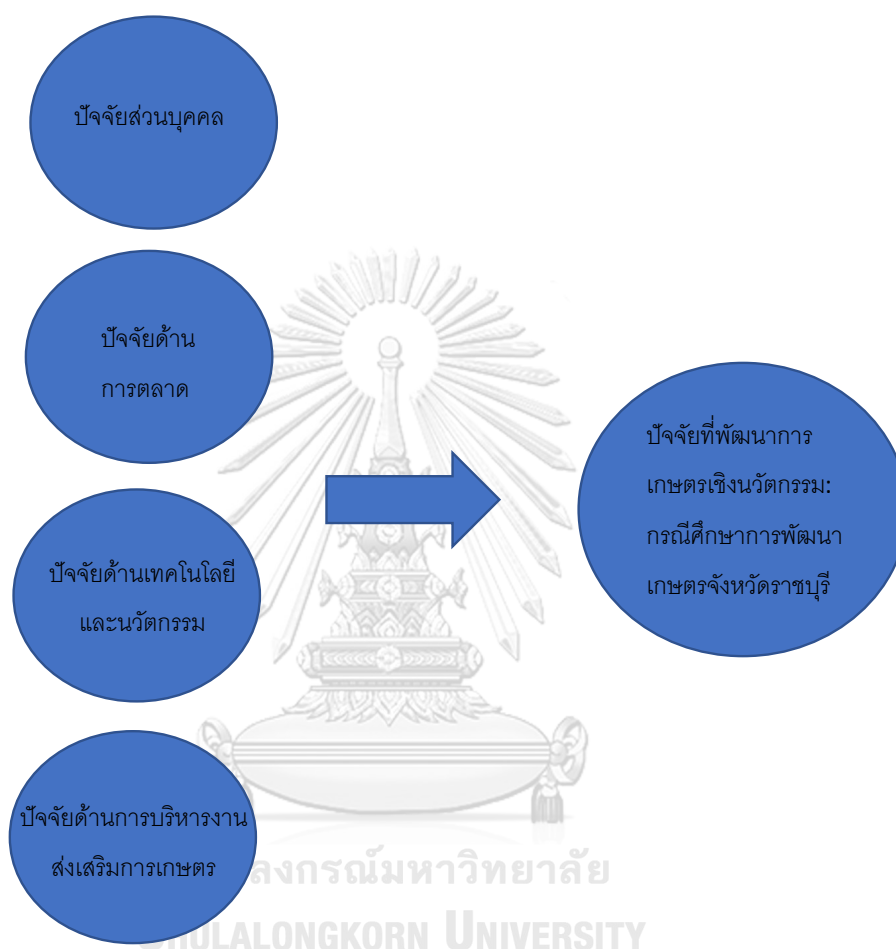 ปัจจัยส่วนบุคคล
ปัจจัยด้าน
การตลาด
ปัจจัยด้านเทคโนโลยี
และนวัตกรรม
ปัจจัยด้านการบริหารงาน
ส่งเสริมการเกษตร
ปัจจัยที่พัฒนาการ
เกษตรเชิงนวัตกรรม:
กรณีศึกษาการพัฒนา
เกษตรจังหวัดราชบุรี
ลงกรณ์มหาวิทยาลัย
HULALONGKORN UNIVERSITY